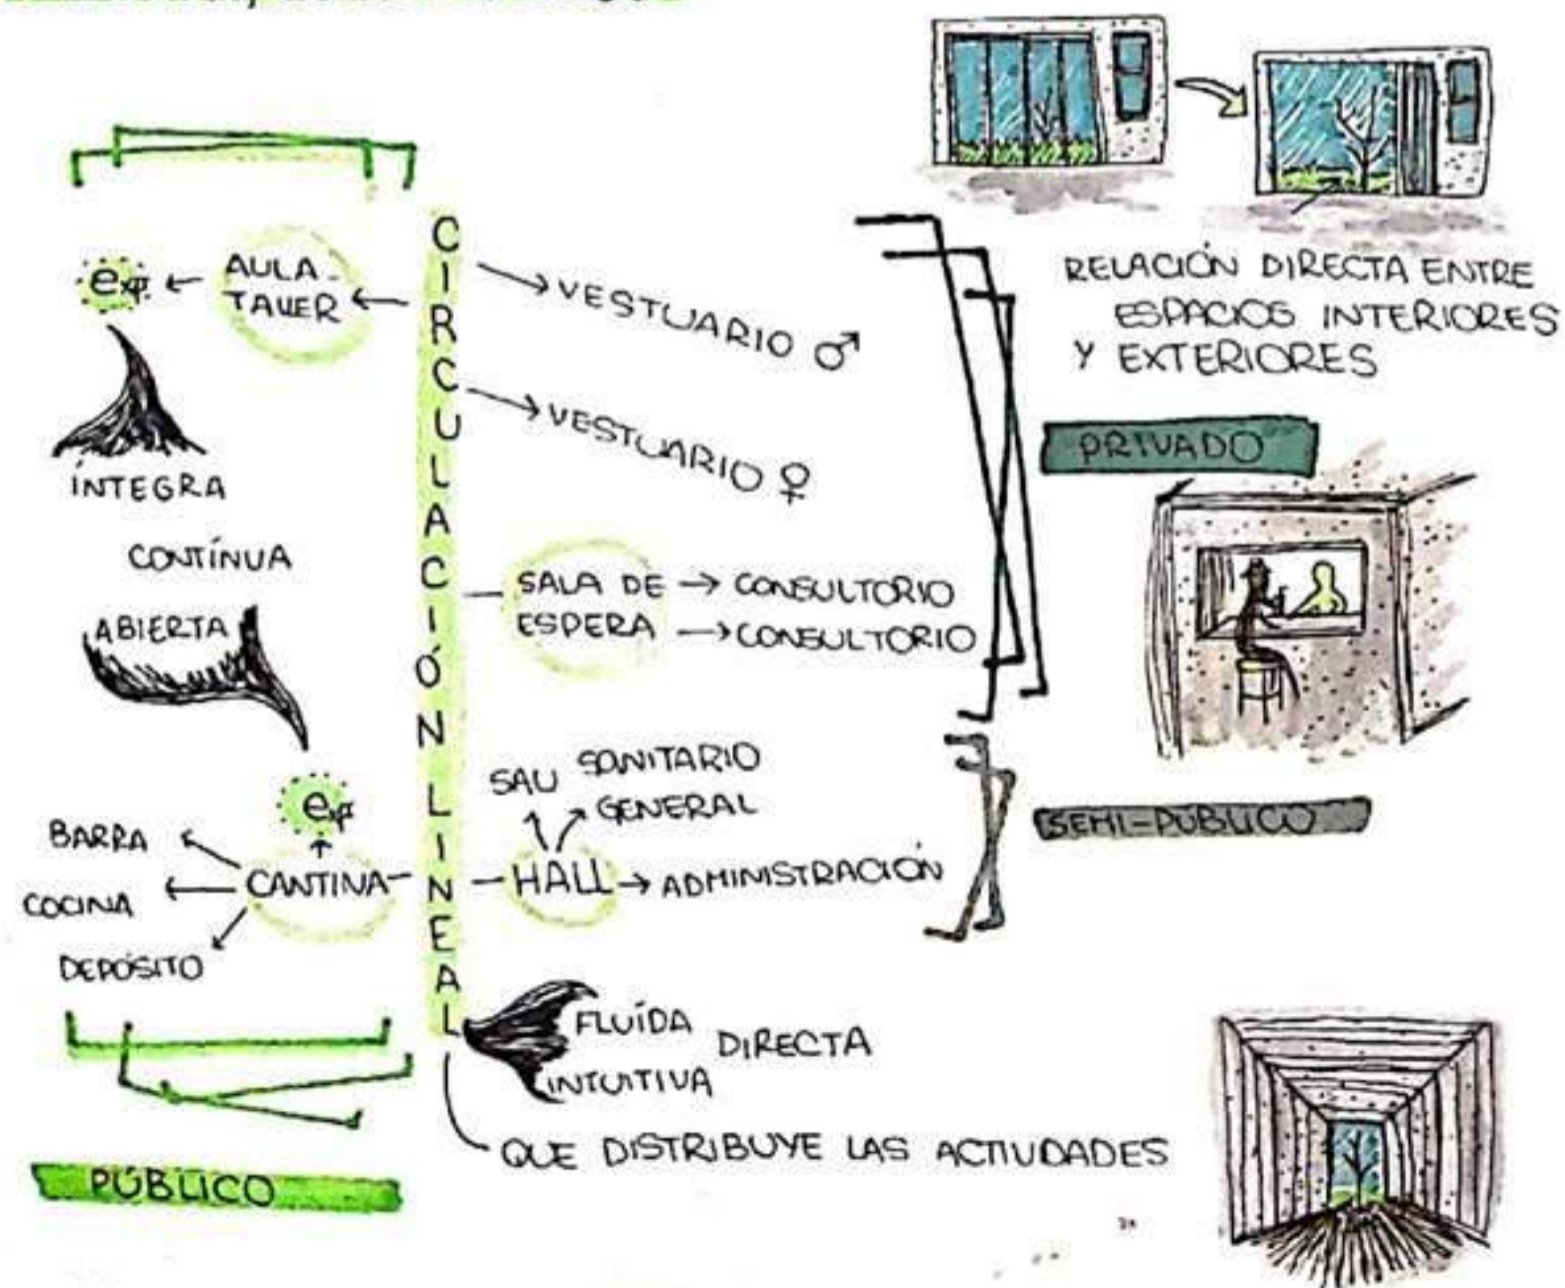 CIRCULACIÓN LINEAL
exp
AULA-
TALLER
VESTUARIO ♂
VESTUARIO ♀
ÍNTEGRA
CONTÍNUA
ABIERTA
SALA DE
ESPERA
CONSULTORIO
CONSULTORIO
exp
BARRA
COCINA
DEPÓSITO
CANTINA
HALL
SAU
SANITARIO
GENERAL
ADMINISTRACIÓN
FLUÍDA
DIRECTA
INTUITIVA
QUE DISTRIBUYE LAS ACTIVIDADES
PÚBLICO
RELACIÓN DIRECTA ENTRE
ESPACIOS INTERIORES
Y EXTERIORES
PRIVADO
SEMI-PÚBLICO